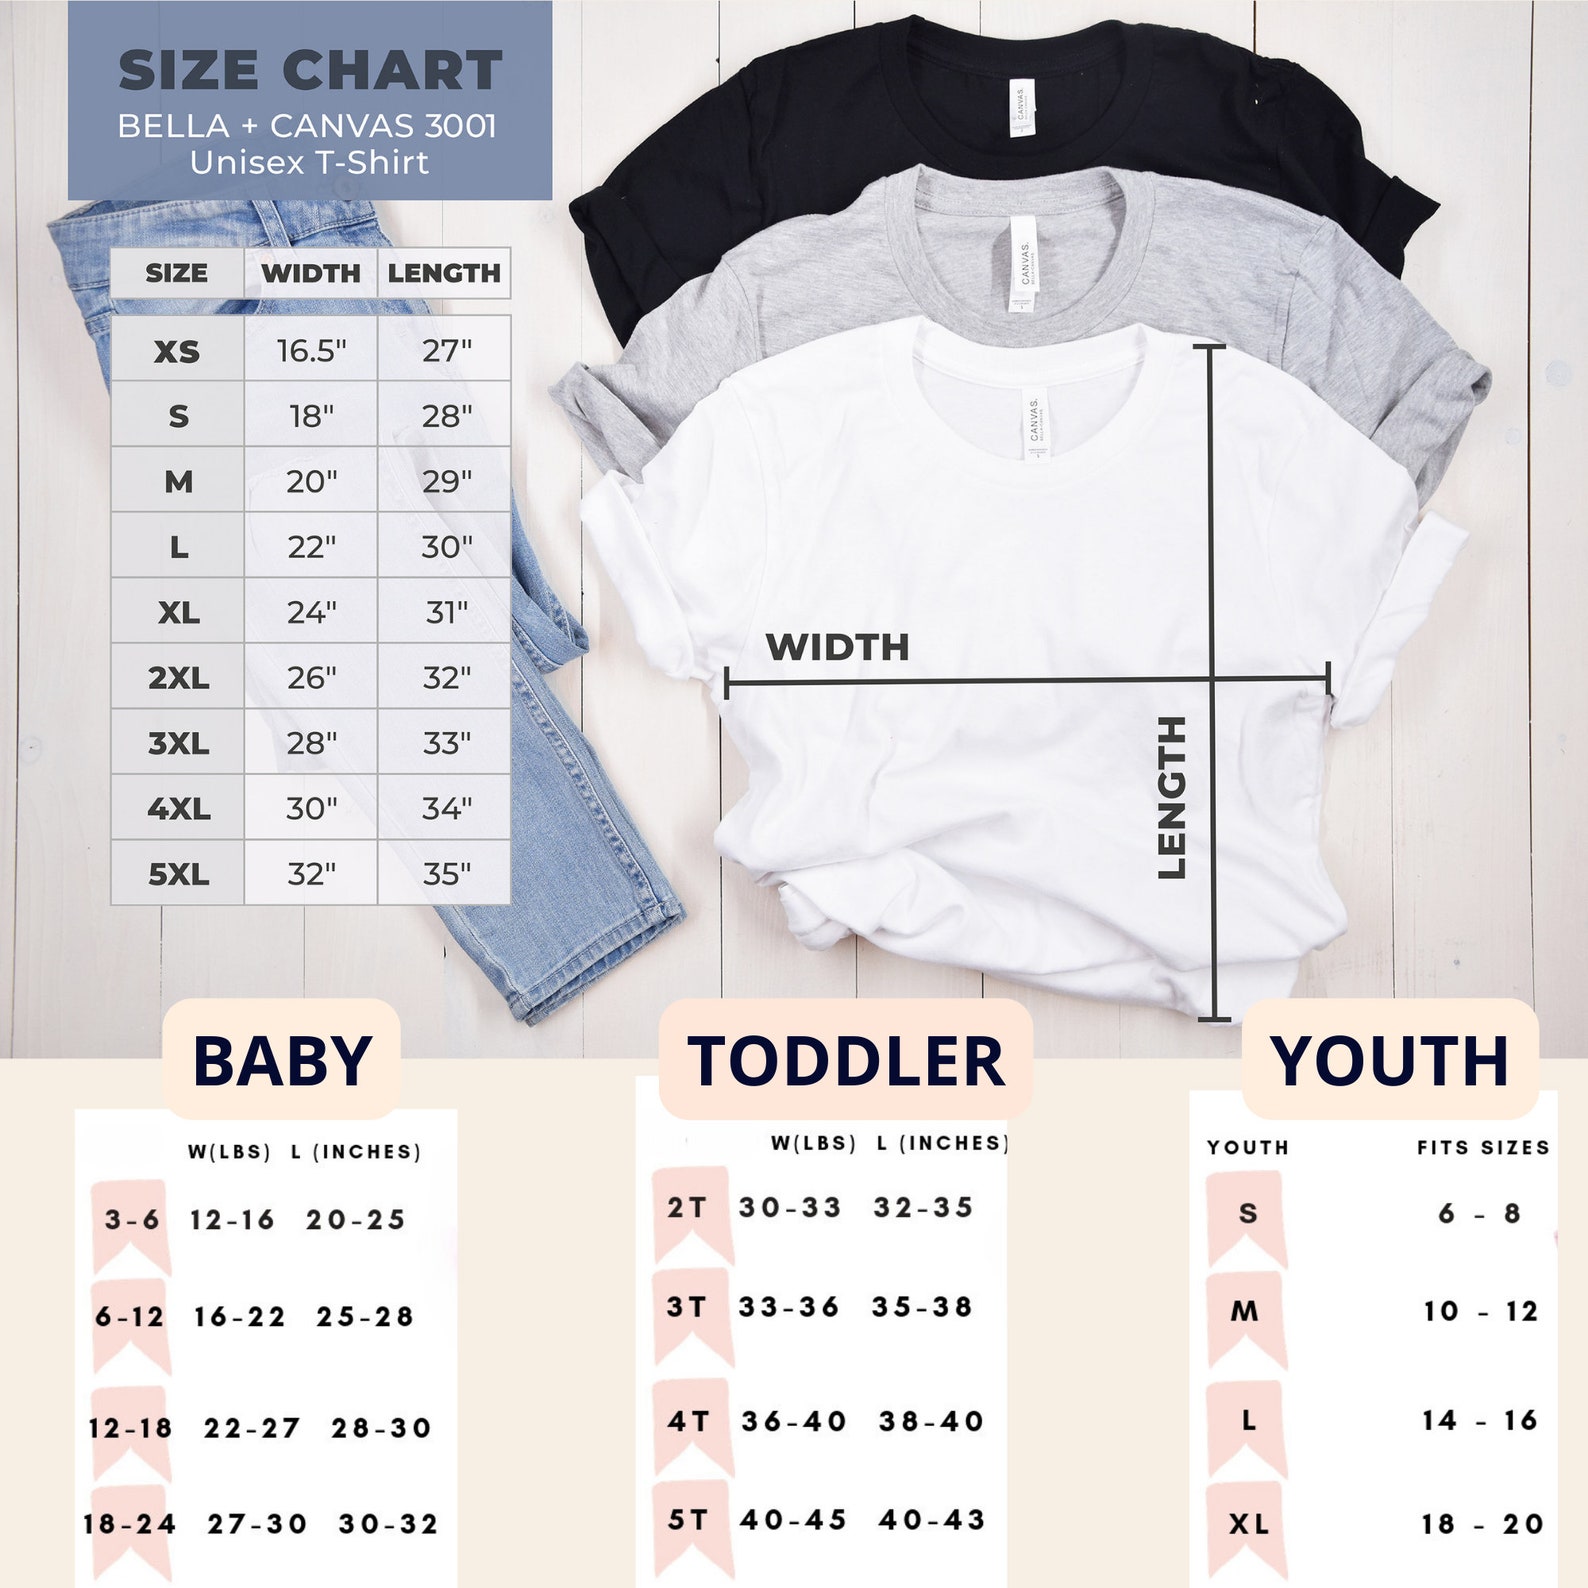 SIZE CHART
BELLA + CANVAS 3001
Unisex T-Shirt
SIZE WIDTH LENGTH
XS 16.5" 27"
S 18" 28"
M 20" 29"
L 22" 30"
XL 24" 31"
2XL 26" 32"
3XL 28" 33"
4XL 30" 34"
5XL 32" 35"
CANVAS.
CANVAS.
BELLA+CANVAS
CANVAS.
BELLA+CANVAS
WIDTH
LENGTH
BABY
W(LBS) L (INCHES)
3-6 12-16 20-25
6-12 16-22 25-28
12-18 22-27 28-30
18-24 27-30 30-32
TODDLER
W(LBS) L (INCHES)
2T 30-33 32-35
3T 33-36 35-38
4T 36-40 38-40
5T 40-45 40-43
YOUTH
YOUTH FITS SIZES
S 6 - 8
M 10 - 12
L 14 - 16
XL 18 - 20